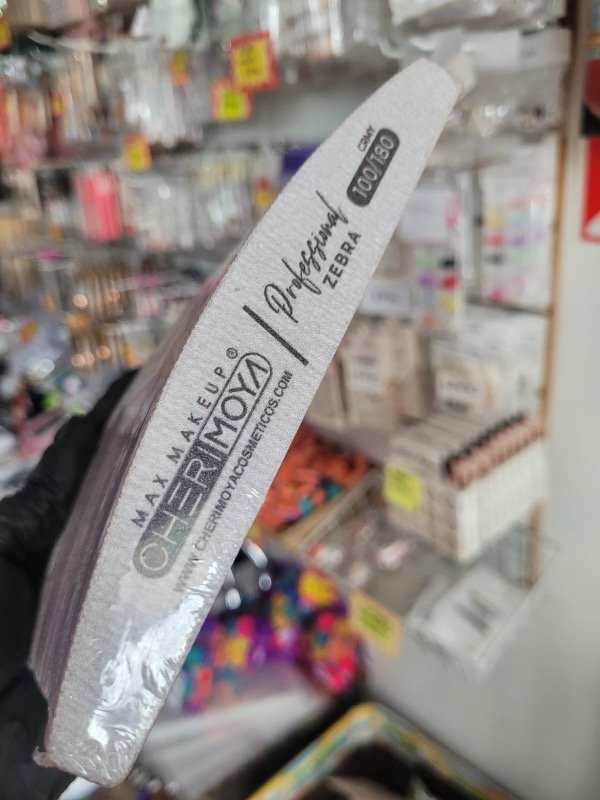 MAX MAKEUP®
CHERIMOYA
WWW.CHERIMOYACOSMETICOS.COM
Professional
ZEBRA
100/180